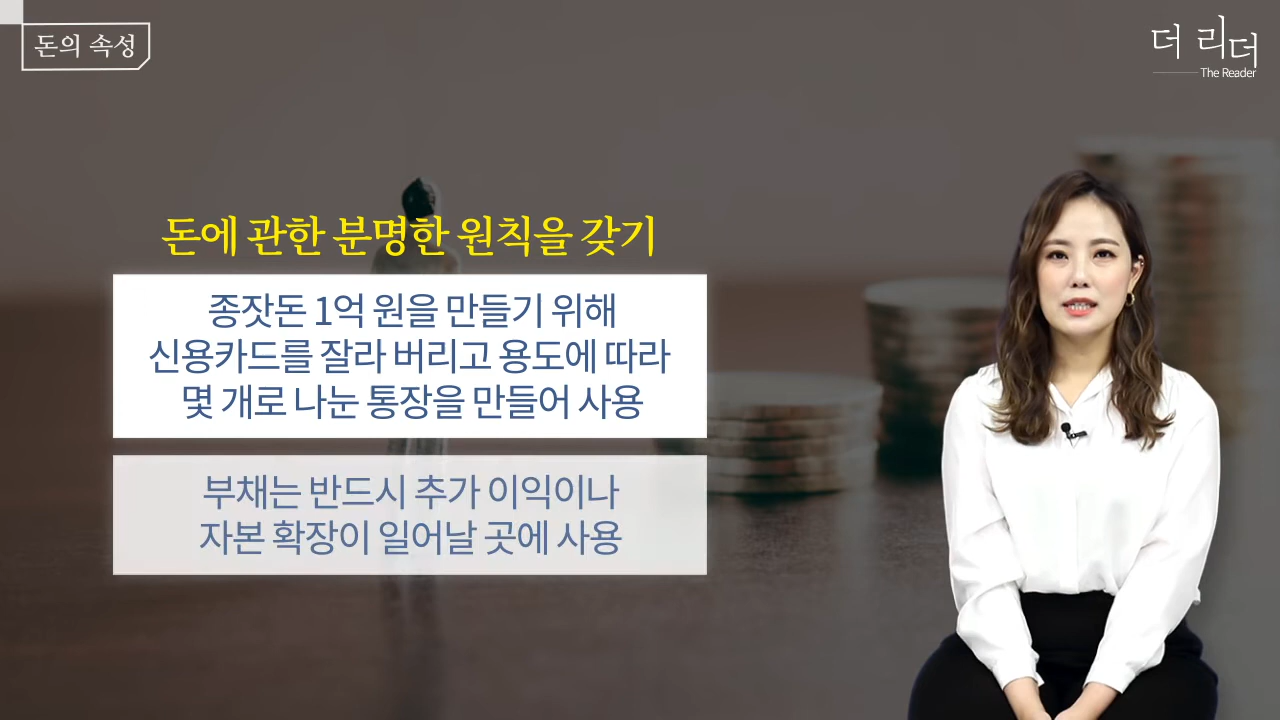 돈의 속성
더 리더
The Reader
돈에 관한 분명한 원칙을 갖기
종잣돈 1억 원을 만들기 위해
신용카드를 잘라 버리고 용도에 따라
몇 개로 나눈 통장을 만들어 사용
부채는 반드시 추가 이익이나
자본 확장이 일어날 곳에 사용